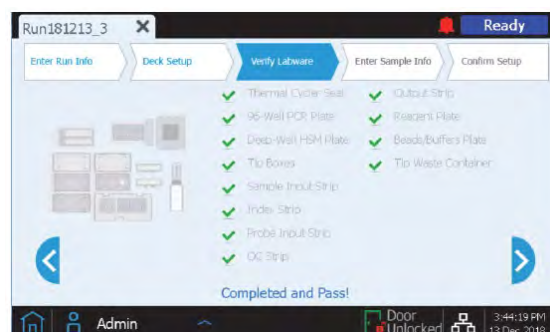 Run181213_3
Ready
Enter Run Info
Deck Setup
Verify Labware
Enter Sample Info
Confirm Setup
Thermal Cycler Seal
96-Well PCR Plate
Deep-Well HSM Plate
Tip Boxes
Sample Input Strip
Index Strip
Probe Input Strip
QC Strip
Output Strip
Reagent Plate
Beads/Buffers Plate
Tip Waste Container
Completed and Pass!
Admin
Door
Unlocked
3:44:19 PM
13 Dec 2018